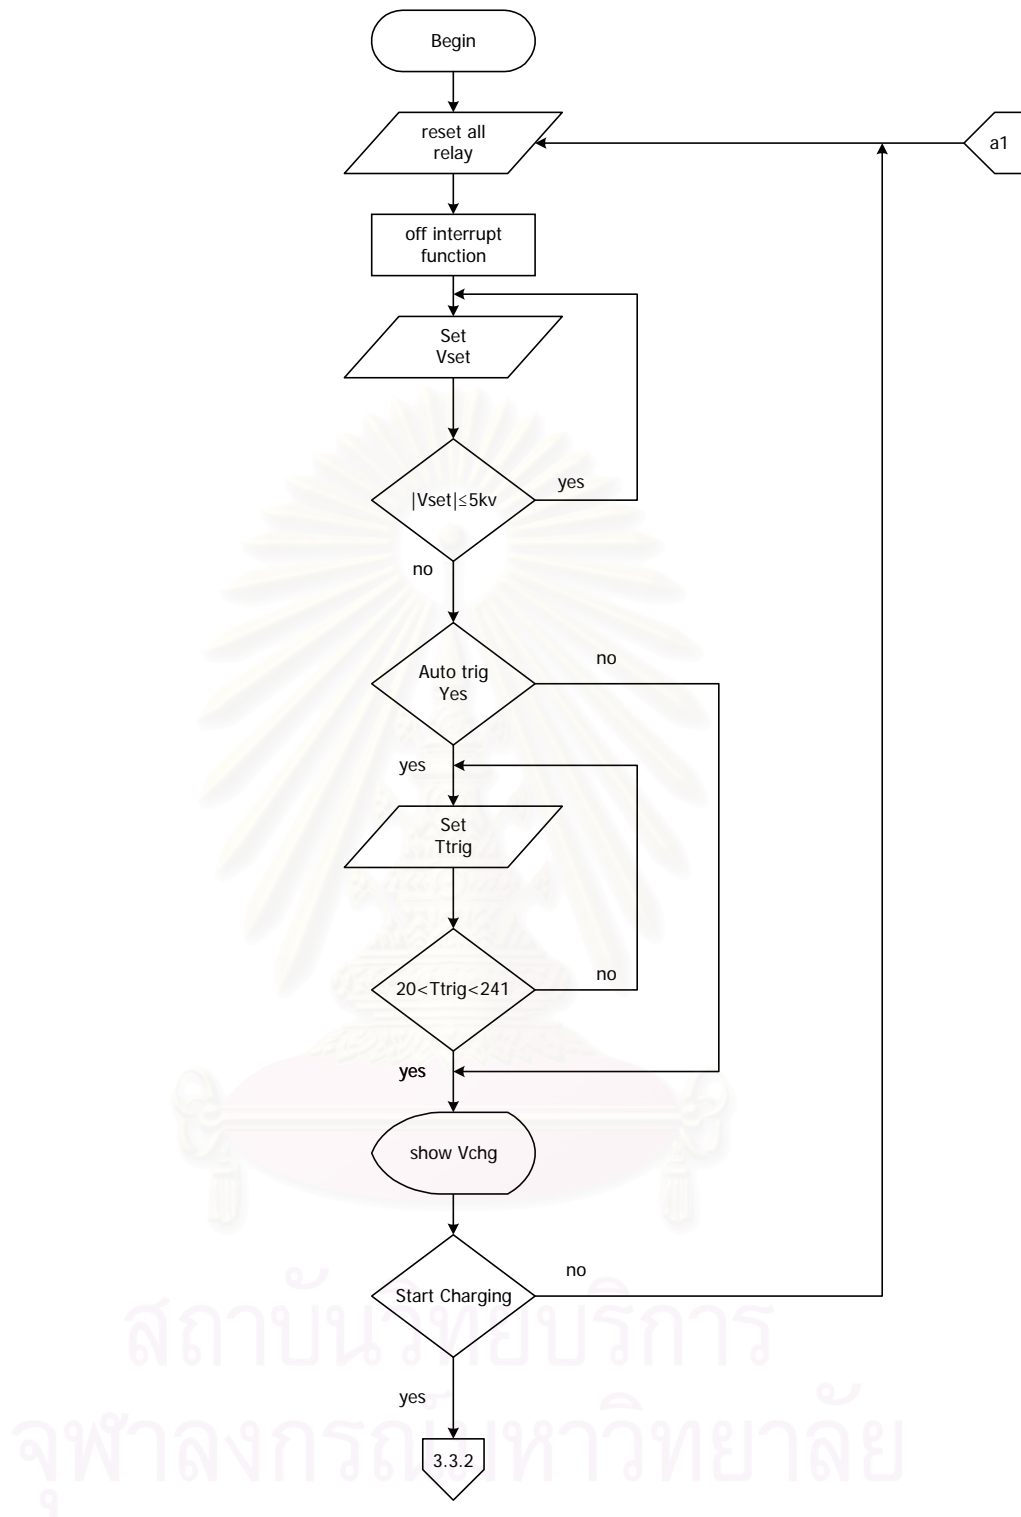 Begin
reset all
relay
a1
off interrupt
function
Set
Vset
|Vset|≤5kv
yes
no
Auto trig
Yes
no
yes
Set
Ttrig
20<Ttrig<241
no
yes
show Vchg
Start Charging
no
yes
3.3.2
สถาบันวิทยบริการ
จุฬาลงกรณ์มหาวิทยาลัย